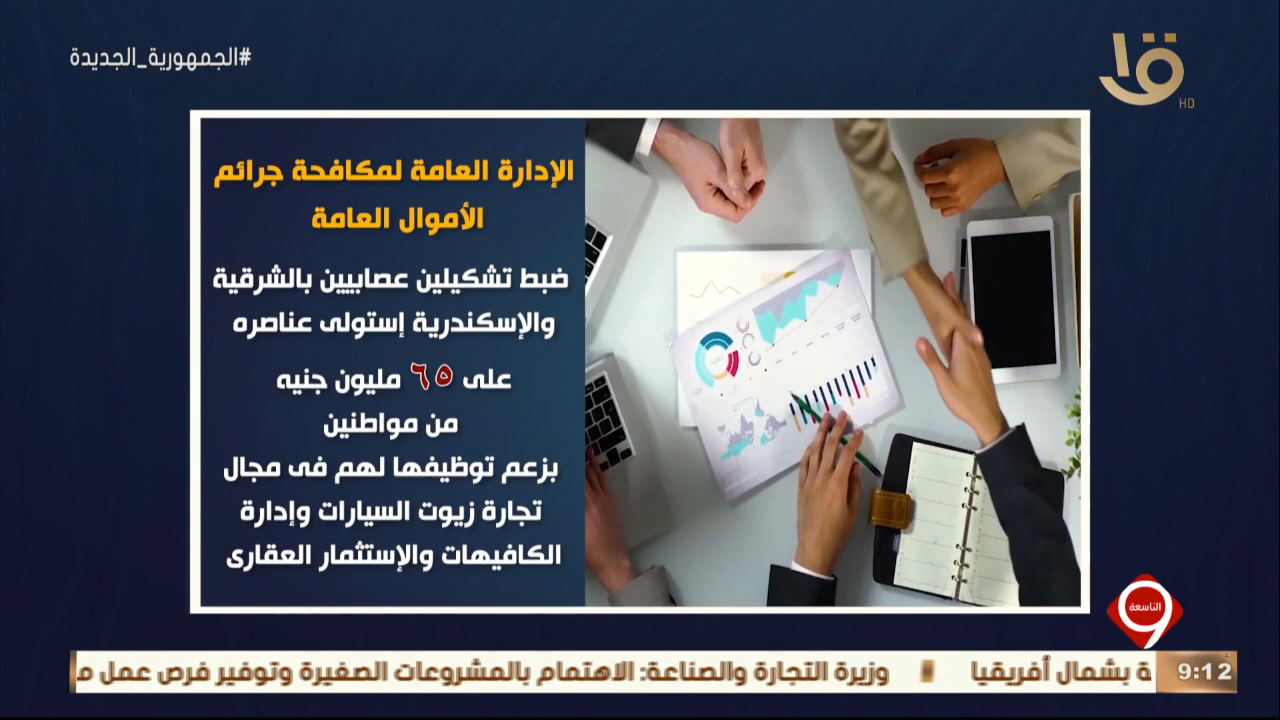 #الجمهورية_الجديدة
HD
الإدارة العامة لمكافحة جرائم
الأموال العامة
ضبط تشكيلين عصابيين بالشرقية
والإسكندرية إستولى عناصره
على ٦٥ مليون جنيه
من مواطنين
بزعم توظيفها لهم فى مجال
تجارة زيوت السيارات وإدارة
الكافيهات والإستثمار العقارى
التاسعة
9
9:12
ة بشمال أفريقيا
وزيرة التجارة والصناعة: الاهتمام بالمشروعات الصغيرة وتوفير فرص عمل م